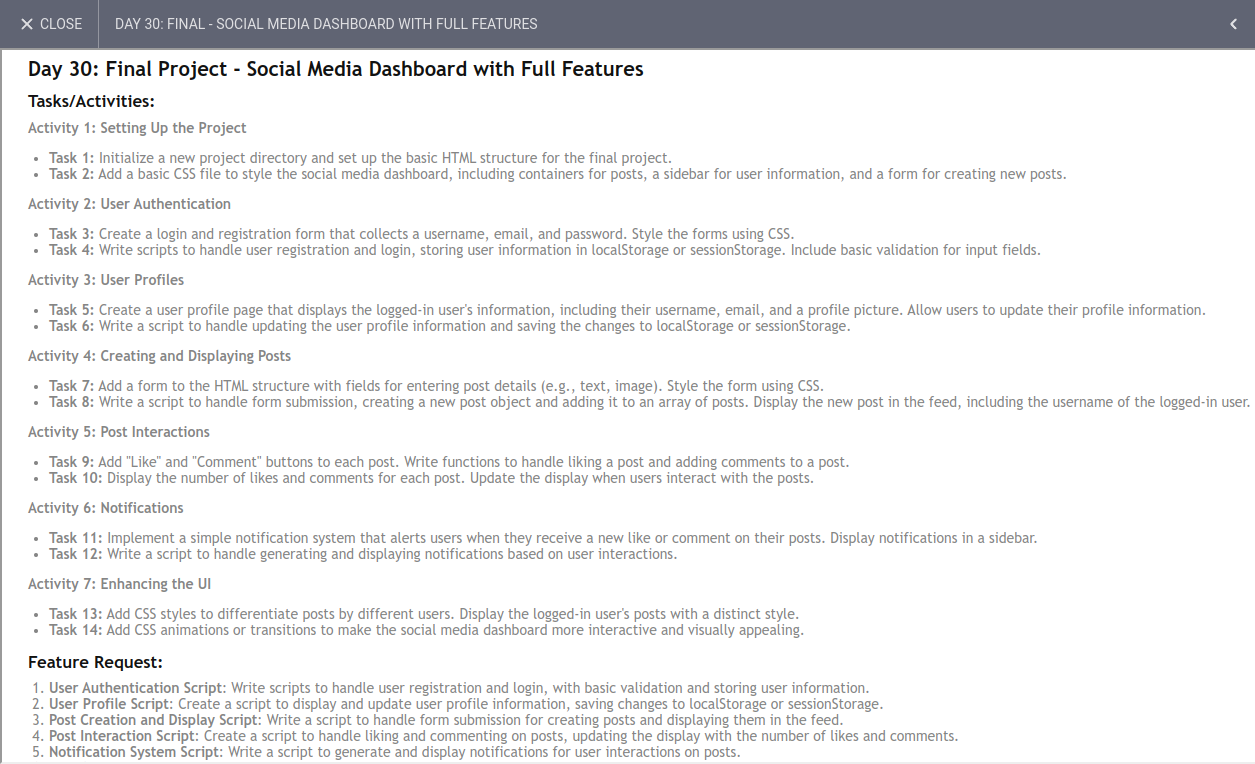 CLOSE
DAY 30: FINAL - SOCIAL MEDIA DASHBOARD WITH FULL FEATURES
Day 30: Final Project - Social Media Dashboard with Full Features
Tasks/Activities:
Activity 1: Setting Up the Project
• Task 1: Initialize a new project directory and set up the basic HTML structure for the final project.
• Task 2: Add a basic CSS file to style the social media dashboard, including containers for posts, a sidebar for user information, and a form for creating new posts.
Activity 2: User Authentication
• Task 3: Create a login and registration form that collects a username, email, and password. Style the forms using CSS.
• Task 4: Write scripts to handle user registration and login, storing user information in localStorage or sessionStorage. Include basic validation for input fields.
Activity 3: User Profiles
• Task 5: Create a user profile page that displays the logged-in user's information, including their username, email, and a profile picture. Allow users to update their profile information.
• Task 6: Write a script to handle updating the user profile information and saving the changes to localStorage or sessionStorage.
Activity 4: Creating and Displaying Posts
• Task 7: Add a form to the HTML structure with fields for entering post details (e.g., text, image). Style the form using CSS.
• Task 8: Write a script to handle form submission, creating a new post object and adding it to an array of posts. Display the new post in the feed, including the username of the logged-in user.
Activity 5: Post Interactions
• Task 9: Add "Like" and "Comment" buttons to each post. Write functions to handle liking a post and adding comments to a post.
• Task 10: Display the number of likes and comments for each post. Update the display when users interact with the posts.
Activity 6: Notifications
• Task 11: Implement a simple notification system that alerts users when they receive a new like or comment on their posts. Display notifications in a sidebar.
• Task 12: Write a script to handle generating and displaying notifications based on user interactions.
Activity 7: Enhancing the UI
• Task 13: Add CSS styles to differentiate posts by different users. Display the logged-in user's posts with a distinct style.
• Task 14: Add CSS animations or transitions to make the social media dashboard more interactive and visually appealing.
Feature Request:
1. User Authentication Script: Write scripts to handle user registration and login, with basic validation and storing user information.
2. User Profile Script: Create a script to display and update user profile information, saving changes to localStorage or sessionStorage.
3. Post Creation and Display Script: Write a script to handle form submission for creating posts and displaying them in the feed.
4. Post Interaction Script: Create a script to handle liking and commenting on posts, updating the display with the number of likes and comments.
5. Notification System Script: Write a script to generate and display notifications for user interactions on posts.